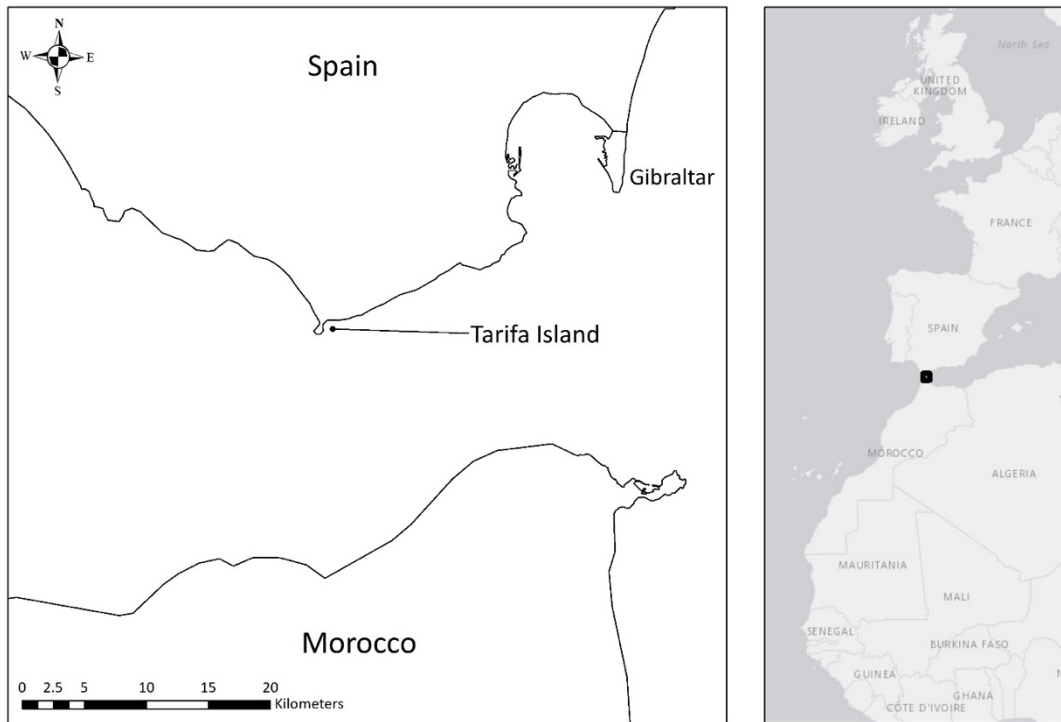 N
W E
S
Spain
Gibraltar
Tarifa Island
Morocco
0 2.5 5 10 15 20
Kilometers
North Sea
UNITED
KINGDOM
IRELAND
FRANCE
SPAIN
MOROCCO
ALGERIA
MAURITANIA
MALI
SENEGAL
BURKINA FASO
GUINEA
GHANA
CÔTE D'IVOIRE
N